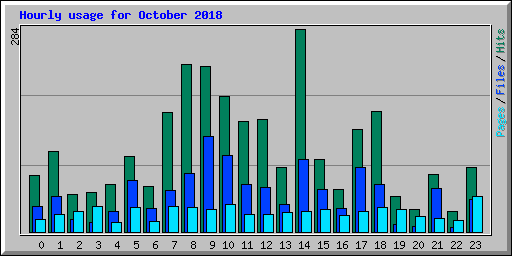 Hourly usage for October 2018
284
Pages/Files/Hits
0 1 2 3 4 5 6 7 8 9 10 11 12 13 14 15 16 17 18 19 20 21 22 23